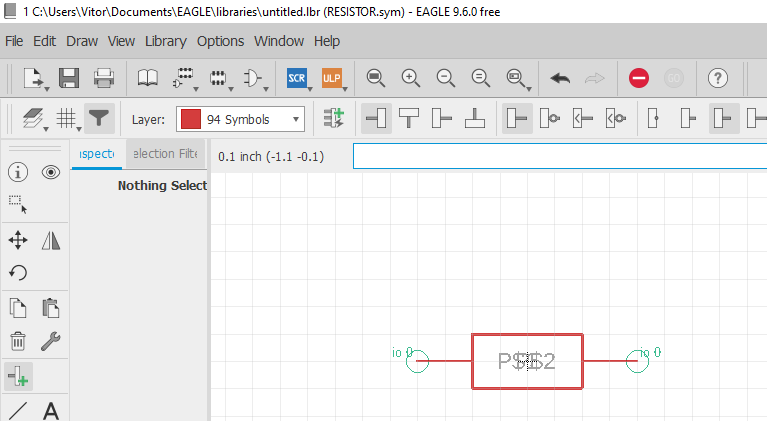 1 C:\Users\Vitor\Documents\EAGLE\libraries\untitled.lbr (RESISTOR.sym) - EAGLE 9.6.0 free
File Edit Draw View Library Options Window Help
SCR ULP GO ?
Layer: 94 Symbols
nspect election Filte 0.1 inch (-1.1 -0.1)
Nothing Select
io 0 io 0
A